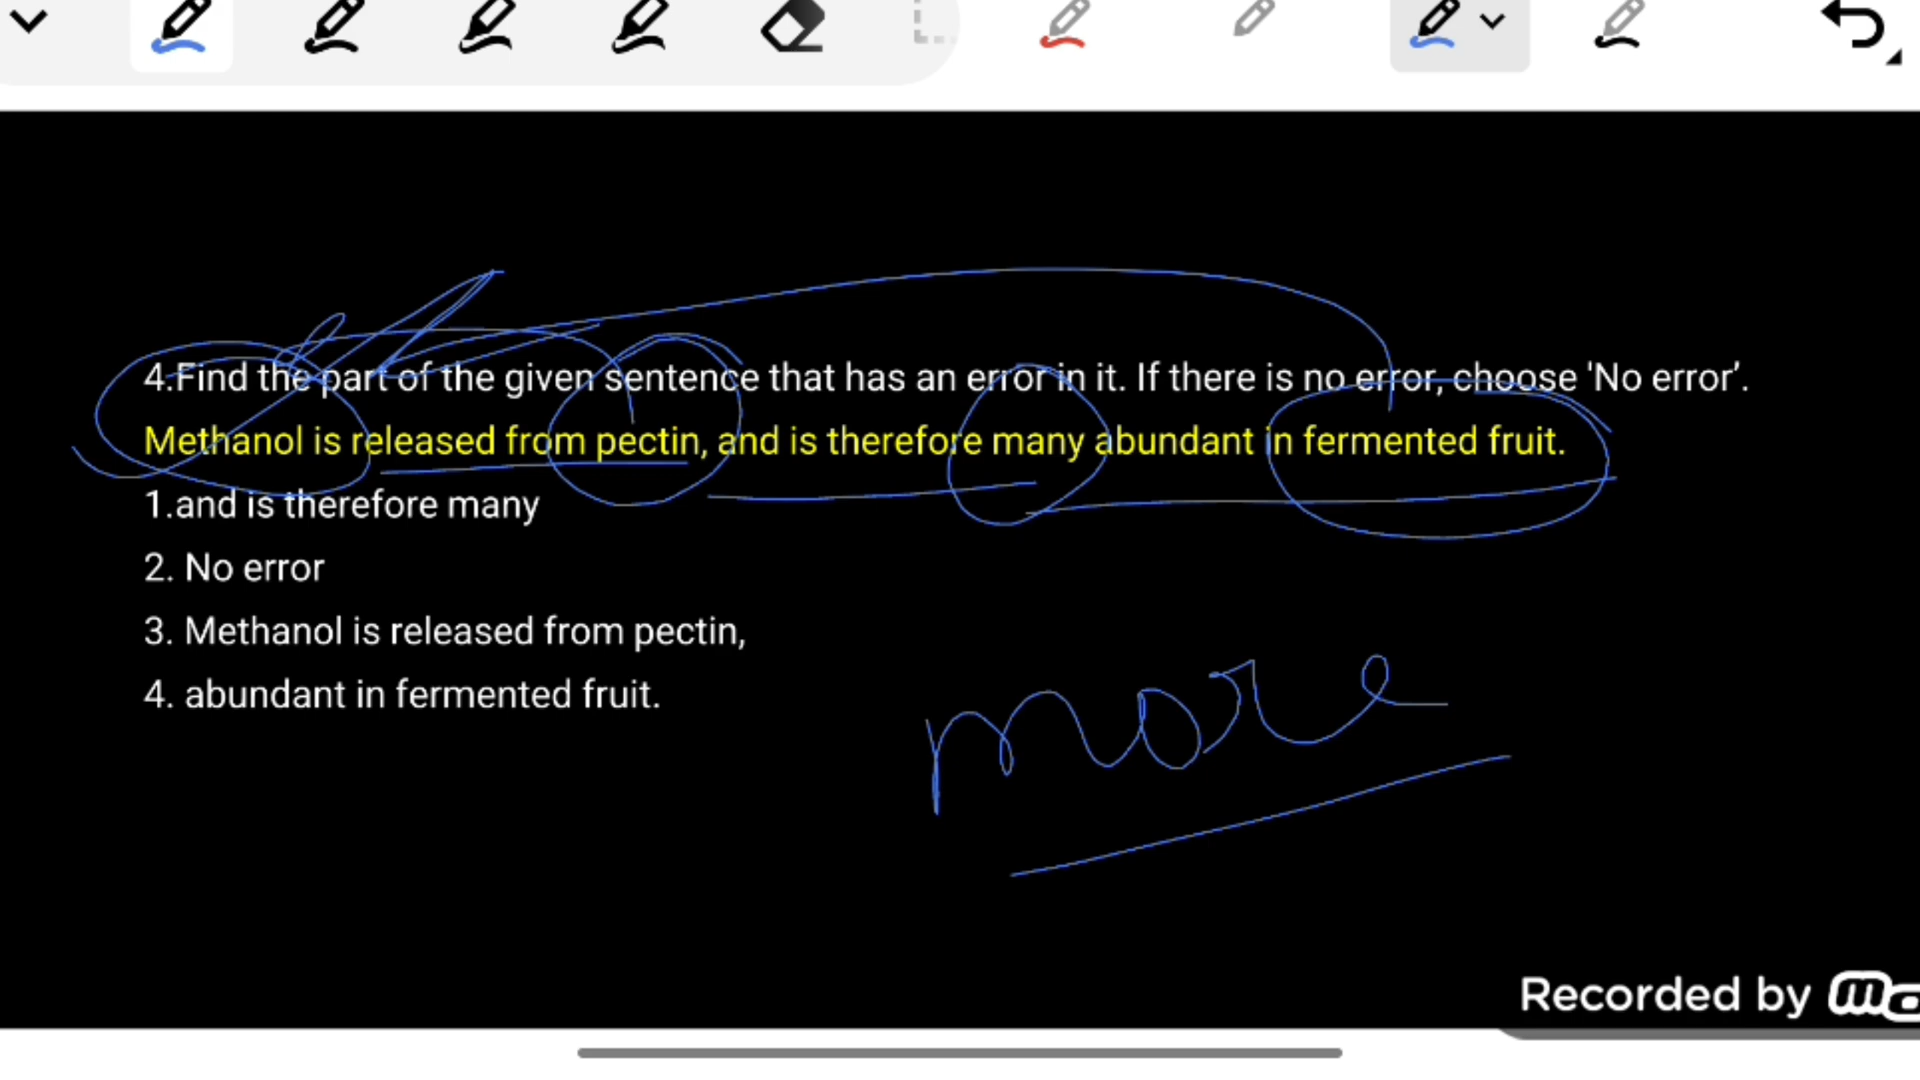 4.Find the part of the given sentence that has an error in it. If there is no error, choose 'No error’.
Methanol is released from pectin, and is therefore many abundant in fermented fruit.
1.and is therefore many
2. No error
3. Methanol is released from pectin,
4. abundant in fermented fruit.
more
Recorded by